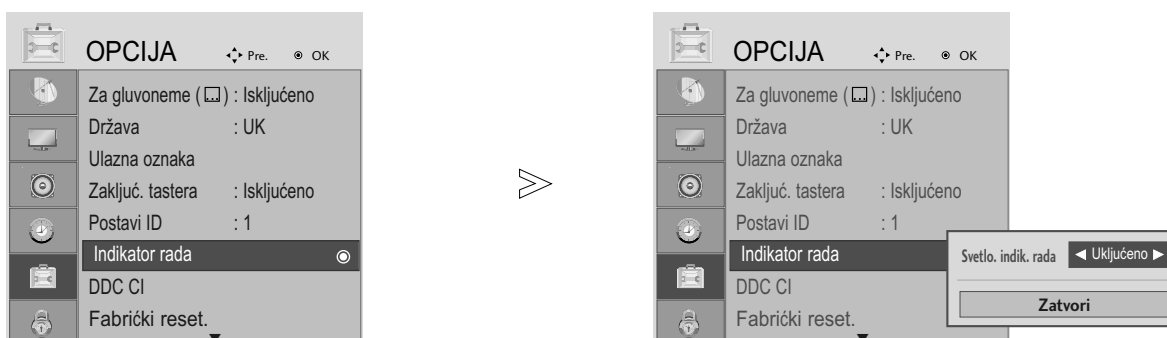 OPCIJA Pre. OK
Za gluvoneme ( ) : Isključeno
Država : UK
Ulazna oznaka
Zaključ. tastera : Isključeno
Postavi ID : 1
Indikator rada
DDC CI
Fabrićki reset.
OPCIJA Pre. OK
Za gluvoneme ( ) : Isključeno
Država : UK
Ulazna oznaka
Zaključ. tastera : Isključeno
Postavi ID : 1
Indikator rada
DDC CI
Fabrićki reset.
Svetlo. indik. rada ◄ Uključeno ►
Zatvori